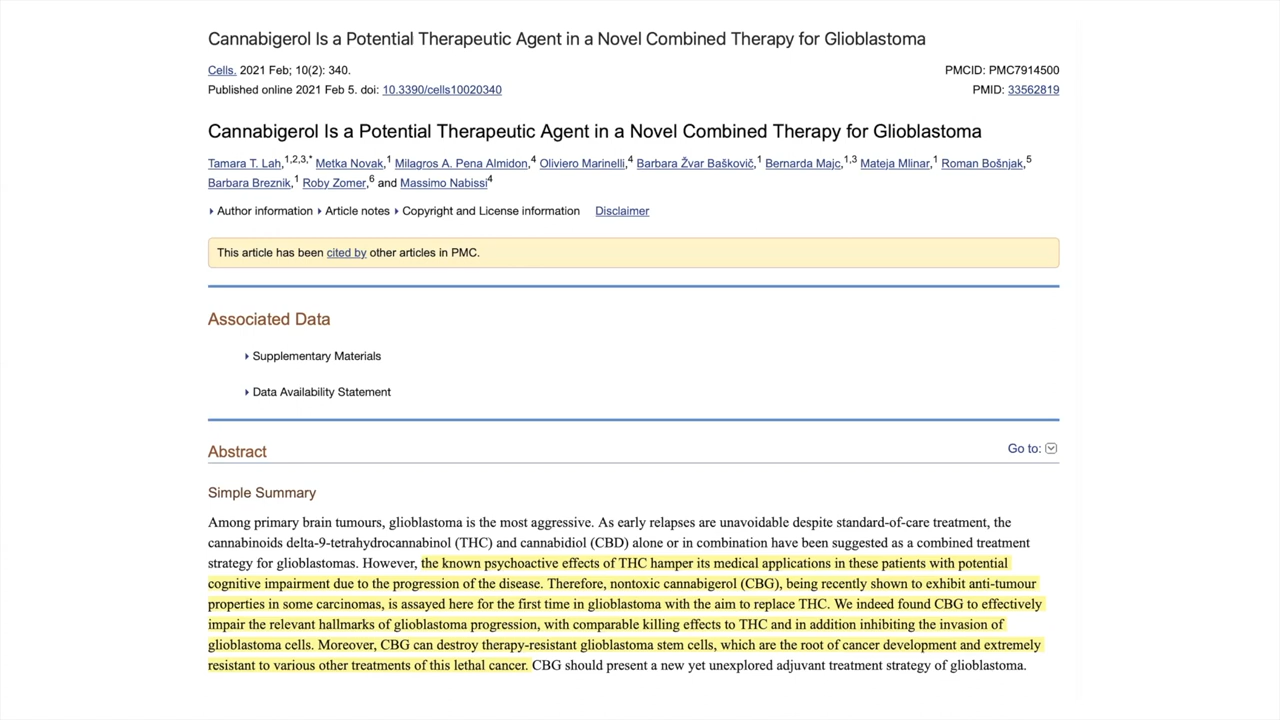 Cannabigerol Is a Potential Therapeutic Agent in a Novel Combined Therapy for Glioblastoma
Cells. 2021 Feb; 10(2): 340. PMCID: PMC7914500
Published online 2021 Feb 5. doi: 10.3390/cells10020340 PMID: 33562819
Cannabigerol Is a Potential Therapeutic Agent in a Novel Combined Therapy for Glioblastoma
Tamara T. Lah,1,2,3,* Metka Novak,1 Milagros A. Pena Almidon,4 Oliviero Marinelli,4 Barbara Žvar Baškovič,1 Bernarda Majc,1,3 Mateja Mlinar,1 Roman Bošnjak,5
Barbara Breznik,1 Roby Zomer,6 and Massimo Nabissi4
Author information Article notes Copyright and License information Disclaimer
This article has been cited by other articles in PMC.
Associated Data
Supplementary Materials
Data Availability Statement
Abstract Go to:
Simple Summary
Among primary brain tumours, glioblastoma is the most aggressive. As early relapses are unavoidable despite standard-of-care treatment, the
cannabinoids delta-9-tetrahydrocannabinol (THC) and cannabidiol (CBD) alone or in combination have been suggested as a combined treatment
strategy for glioblastomas. However, the known psychoactive effects of THC hamper its medical applications in these patients with potential
cognitive impairment due to the progression of the disease. Therefore, nontoxic cannabigerol (CBG), being recently shown to exhibit anti-tumour
properties in some carcinomas, is assayed here for the first time in glioblastoma with the aim to replace THC. We indeed found CBG to effectively
impair the relevant hallmarks of glioblastoma progression, with comparable killing effects to THC and in addition inhibiting the invasion of
glioblastoma cells. Moreover, CBG can destroy therapy-resistant glioblastoma stem cells, which are the root of cancer development and extremely
resistant to various other treatments of this lethal cancer. CBG should present a new yet unexplored adjuvant treatment strategy of glioblastoma.